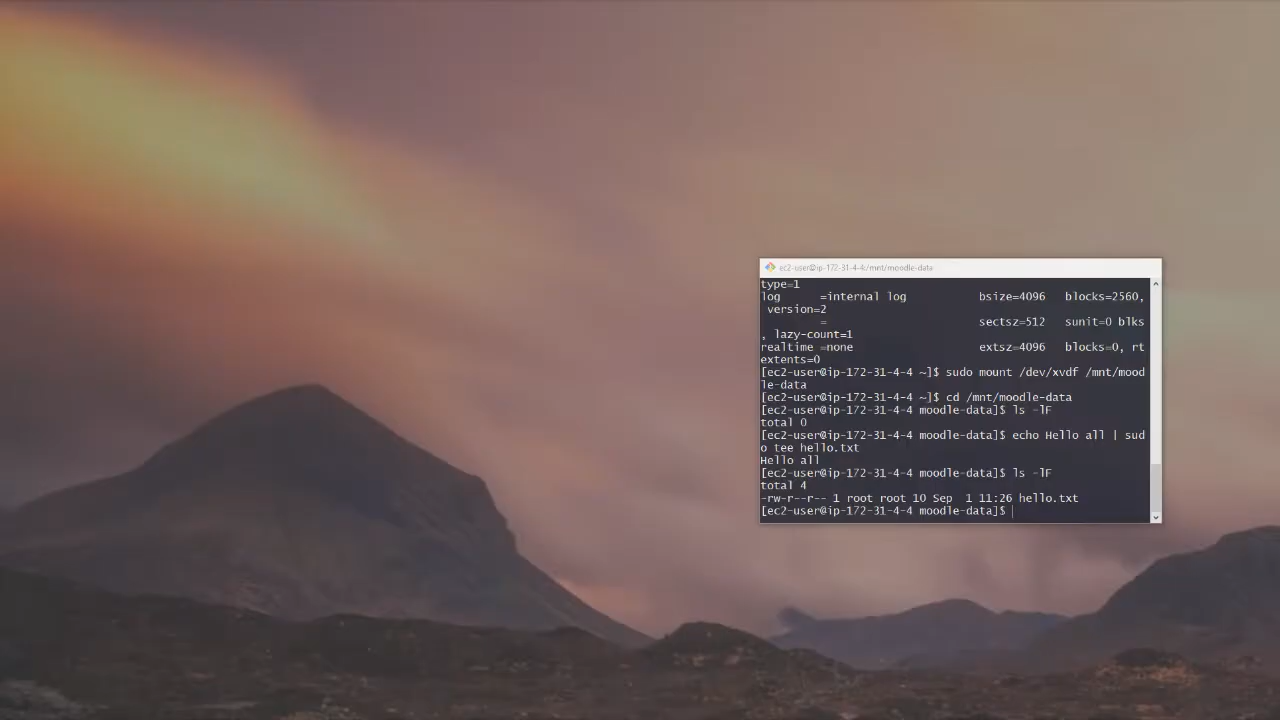 ec2-user@ip-172-31-4-4:/mnt/moodle-data
type=1
log      =internal log           bsize=4096   blocks=2560,
 version=2
         =                       sectsz=512   sunit=0 blks
, lazy-count=1
realtime =none                   extsz=4096   blocks=0, rt
extents=0
[ec2-user@ip-172-31-4-4 ~]$ sudo mount /dev/xvdf /mnt/mood
le-data
[ec2-user@ip-172-31-4-4 ~]$ cd /mnt/moodle-data
[ec2-user@ip-172-31-4-4 moodle-data]$ ls -lF
total 0
[ec2-user@ip-172-31-4-4 moodle-data]$ echo Hello all | sud
o tee hello.txt
Hello all
[ec2-user@ip-172-31-4-4 moodle-data]$ ls -lF
total 4
-rw-r--r-- 1 root root 10 Sep  1 11:26 hello.txt
[ec2-user@ip-172-31-4-4 moodle-data]$